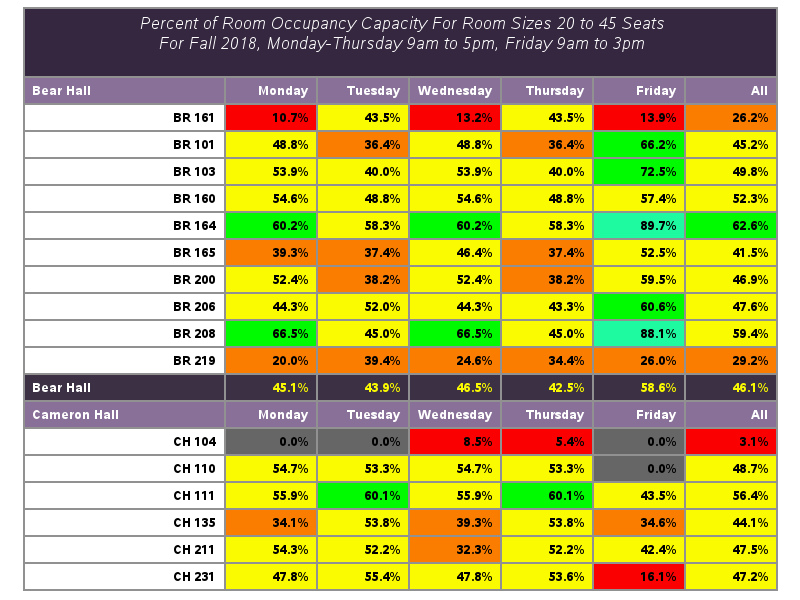 Percent of Room Occupancy Capacity For Room Sizes 20 to 45 Seats
For Fall 2018, Monday-Thursday 9am to 5pm, Friday 9am to 3pm
Bear Hall Monday Tuesday Wednesday Thursday Friday All
BR 161 10.7% 43.5% 13.2% 43.5% 13.9% 26.2%
BR 101 48.8% 36.4% 48.8% 36.4% 66.2% 45.2%
BR 103 53.9% 40.0% 53.9% 40.0% 72.5% 49.8%
BR 160 54.6% 48.8% 54.6% 48.8% 57.4% 52.3%
BR 164 60.2% 58.3% 60.2% 58.3% 89.7% 62.6%
BR 165 39.3% 37.4% 46.4% 37.4% 52.5% 41.5%
BR 200 52.4% 38.2% 52.4% 38.2% 59.5% 46.9%
BR 206 44.3% 52.0% 44.3% 43.3% 60.6% 47.6%
BR 208 66.5% 45.0% 66.5% 45.0% 88.1% 59.4%
BR 219 20.0% 39.4% 24.6% 34.4% 26.0% 29.2%
Bear Hall 45.1% 43.9% 46.5% 42.5% 58.6% 46.1%
Cameron Hall Monday Tuesday Wednesday Thursday Friday All
CH 104 0.0% 0.0% 8.5% 5.4% 0.0% 3.1%
CH 110 54.7% 53.3% 54.7% 53.3% 0.0% 48.7%
CH 111 55.9% 60.1% 55.9% 60.1% 43.5% 56.4%
CH 135 34.1% 53.8% 39.3% 53.8% 34.6% 44.1%
CH 211 54.3% 52.2% 32.3% 52.2% 42.4% 47.5%
CH 231 47.8% 55.4% 47.8% 53.6% 16.1% 47.2%